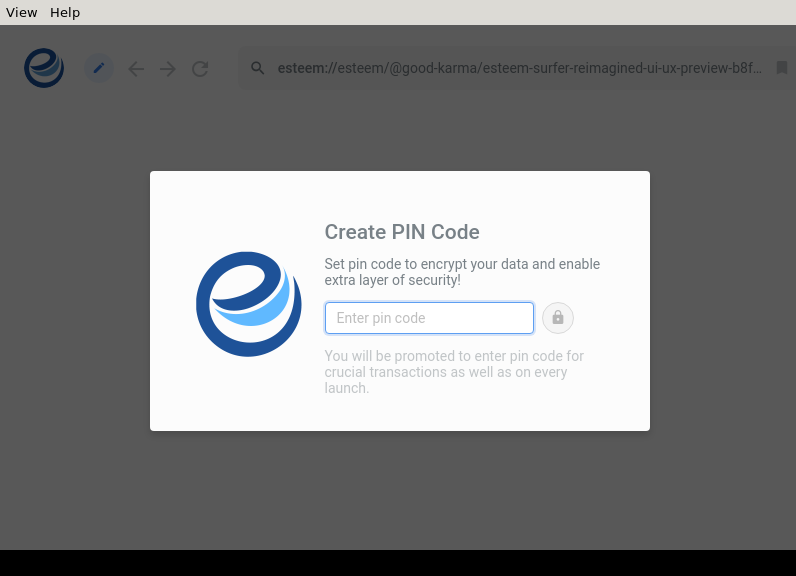 View Help
esteem://esteem/@good-karma/esteem-surfer-reimagined-ui-ux-preview-b8f...
Create PIN Code
Set pin code to encrypt your data and enable
extra layer of security!
Enter pin code
You will be promoted to enter pin code for
crucial transactions as well as on every
launch.